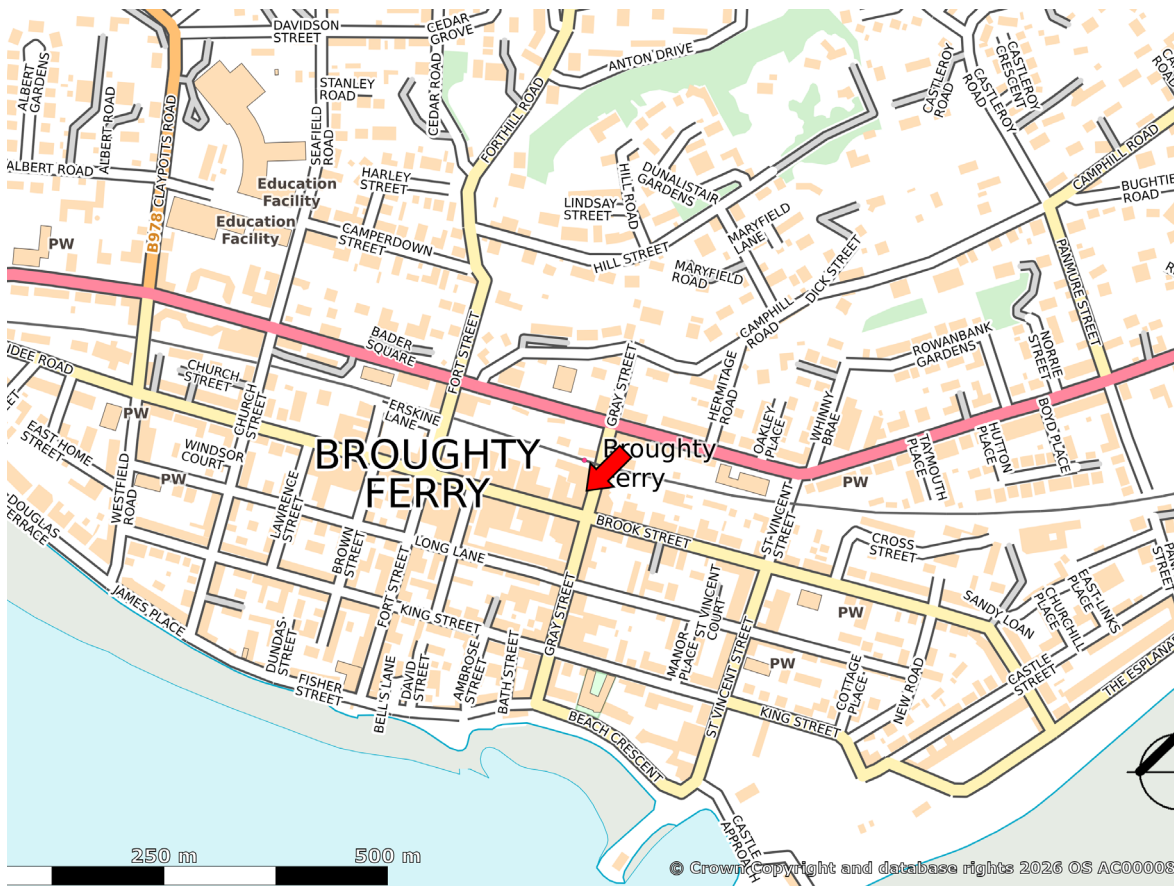 DAVIDSON
STREET
CEDAR
GROVE
ANTON DRIVE
ALBERT
GARDENS
ALBERT ROAD
STANLEY
ROAD
CEDAR ROAD
FORTHILL ROAD
CASTLEROY
ROAD
CASTLEROY
CRESCENT
CASTLEROY
ROAD
SEAFIELD
ROAD
B978
CLAYPOTTS ROAD
CAMPHILL ROAD
ALBERT ROAD
HARLEY
STREET
DUNALISTAIR
GARDENS
HILL ROAD
BUGHTIE
ROAD
Education
Facility
Education
Facility
LINDSAY
STREET
MARYFIELD
LANE
PW
CAMPERDOWN
STREET
HILL STREET
MARYFIELD
ROAD
DICK STREET
PANMURE STREET
CAMPHILL
ROAD
BADER
SQUARE
FORT STREET
GRAY STREET
ROWANBANK
GARDENS
NORRIE
STREET
DEE ROAD
CHURCH
STREET
CHURCH
STREET
ERSKINE
LANE
HERMITAGE
ROAD
OAKLEY
PLACE
WHINNY
BRAE
BOYD PLACE
HUTTON
PLACE
TAYMOUTH
PLACE
PW
EAST HOME
STREET
WINDSOR
COURT
BROUGHTY
FERRY
Broughty
Ferry
PW
PW
WESTFIELD
ROAD
LAWRENCE
STREET
DOUGLAS
TERRACE
BROWN
STREET
LONG LANE
BROOK STREET
ST VINCENT
STREET
CROSS
STREET
JAMES PLACE
FORT STREET
KING STREET
GRAY STREET
ST VINCENT
COURT
MANOR
PLACE
PW
PW
SANDY LOAN
EAST LINKS
PLACE
CHURCHILL
PLACE
DUNDAS
STREET
FISHER
STREET
BELL'S LANE
DAVID
STREET
AMBROSE
STREET
BATH STREET
ST VINCENT STREET
COTTAGE
PLACE
NEW ROAD
CASTLE
STREET
THE ESPLANA
BEACH CRESCENT
KING STREET
CASTLE
APPROACH
250 m
500 m
© Crown Copyright and database rights 2026 OS AC00008